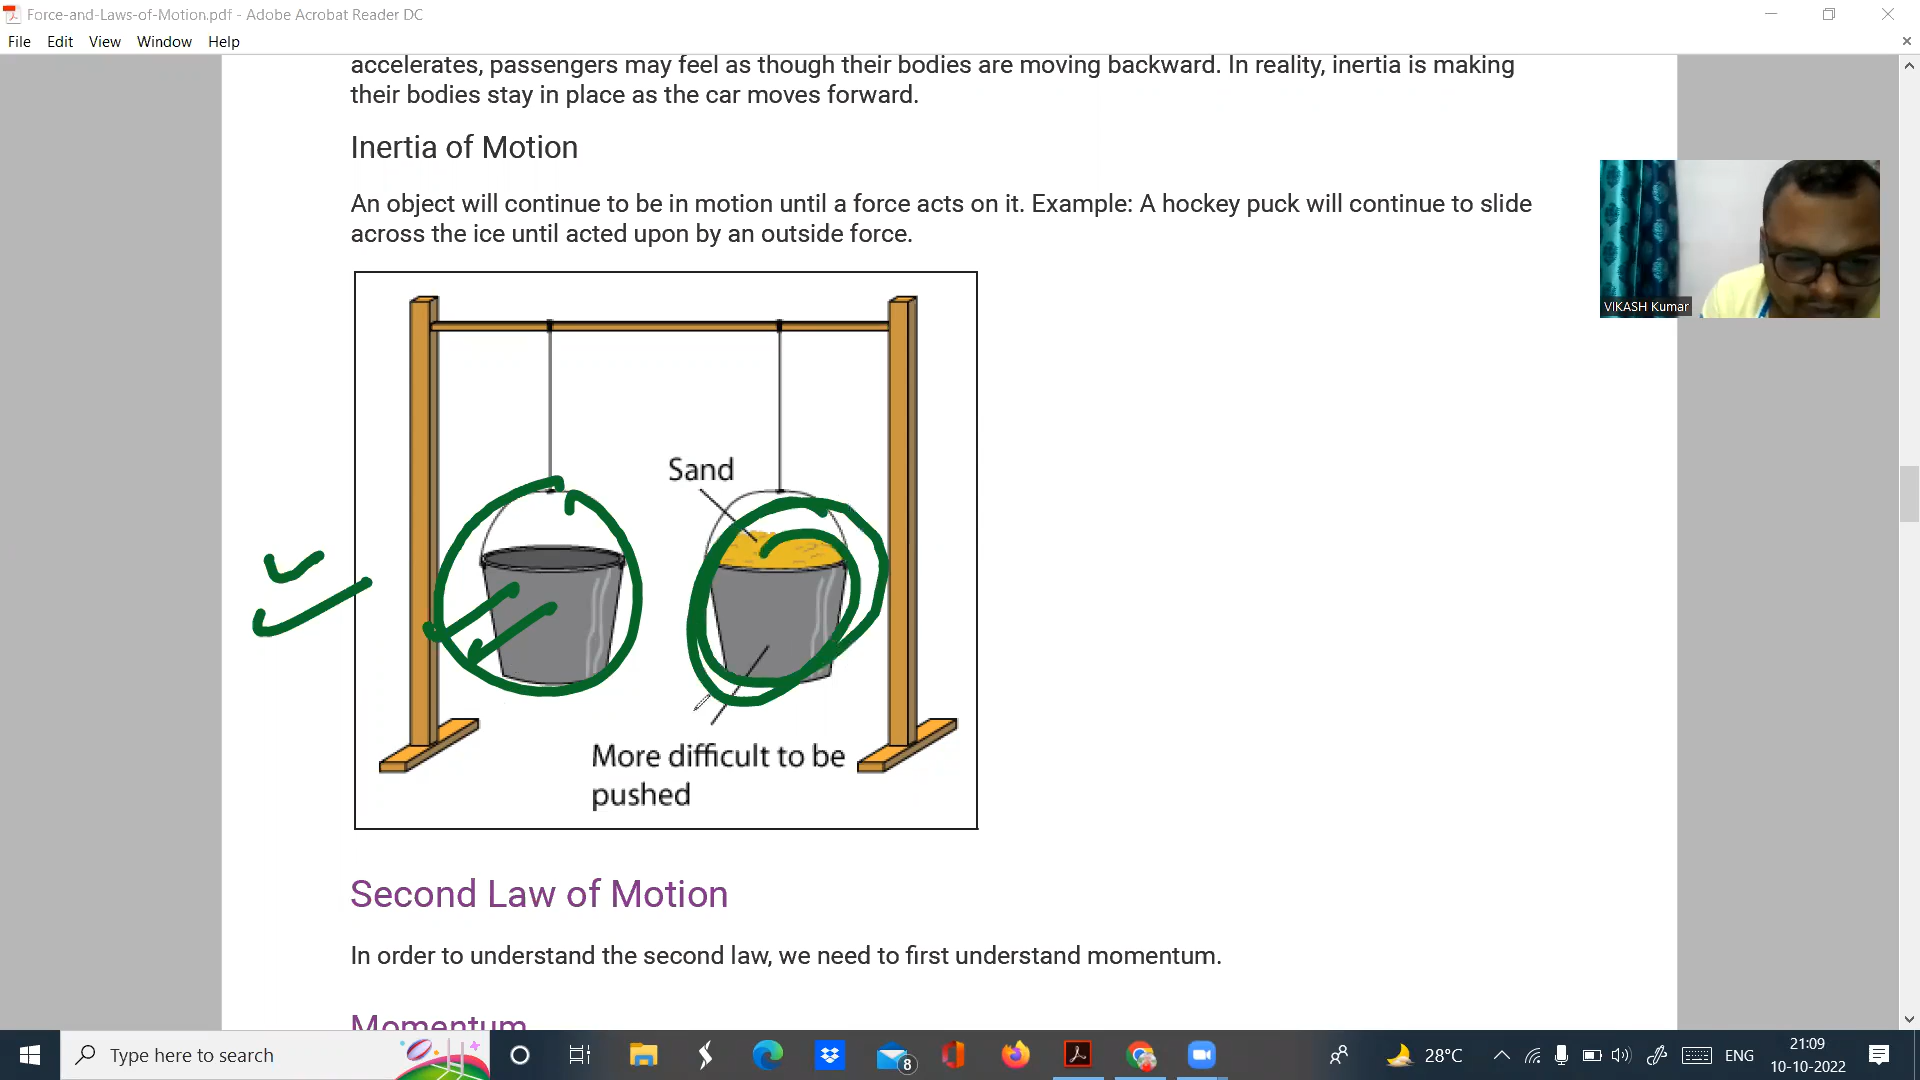 Force-and-Laws-of-Motion.pdf - Adobe Acrobat Reader DC
File Edit View Window Help
accelerates, passengers may feel as though their bodies are moving backward. In reality, inertia is making
their bodies stay in place as the car moves forward.
Inertia of Motion
An object will continue to be in motion until a force acts on it. Example: A hockey puck will continue to slide
across the ice until acted upon by an outside force.
VIKASH Kumar
Sand
More difficult to be
pushed
Second Law of Motion
In order to understand the second law, we need to first understand momentum.
Momentum
Type here to search
8
28°C
ENG
21:09
10-10-2022